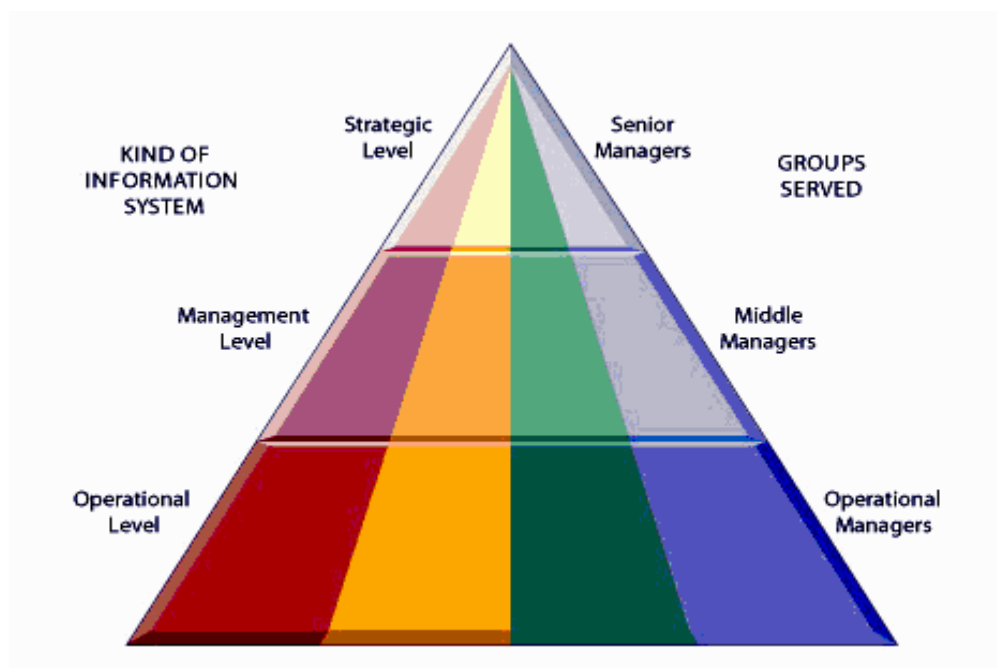 Strategic
Level
Senior
Managers
KIND OF
INFORMATION
SYSTEM
GROUPS
SERVED
Management
Level
Middle
Managers
Operational
Level
Operational
Managers